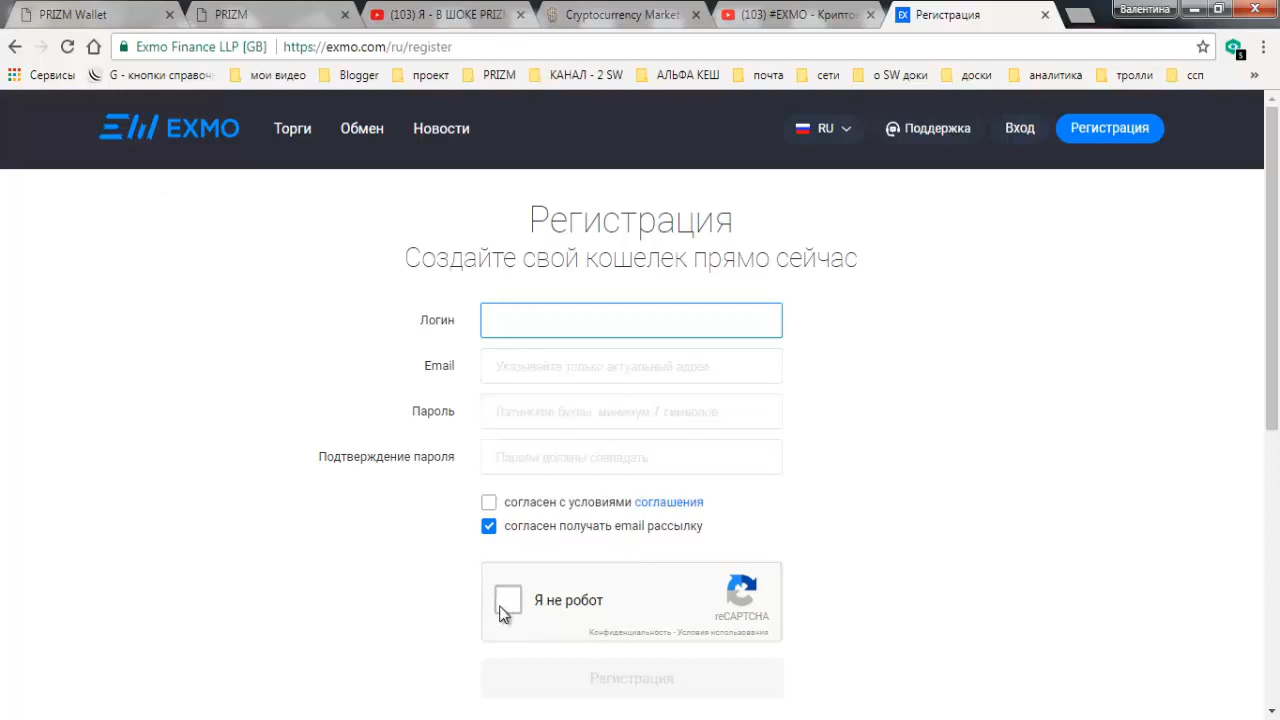 PRIZM Wallet
PRIZM
(103) Я - В ШОКЕ PRIZ
Cryptocurrency Market
(103) #EXMO - Крипто
Регистрация
Валентина
Exmo Finance LLP [GB]
https://exmo.com/ru/register
5
Сервисы
G - кнопки справоч
мои видео
Blogger
проект
PRIZM
КАНАЛ - 2 SW
АЛЬФА КЕШ
почта
сети
о SW доки
доски
аналитика
тролли
ссп
»
EXMO
Торги
Обмен
Новости
RU
Поддержка
Вход
Регистрация
Регистрация
Создайте свой кошелек прямо сейчас
Логин
Email
Указывайте только актуальный адрес
Пароль
Латинские буквы, минимум 7 символов
Подтверждение пароля
Пароли должны совпадать
согласен с условиями соглашения
согласен получать email рассылку
Я не робот
reCAPTCHA
Конфиденциальность - Условия использования
Регистрация